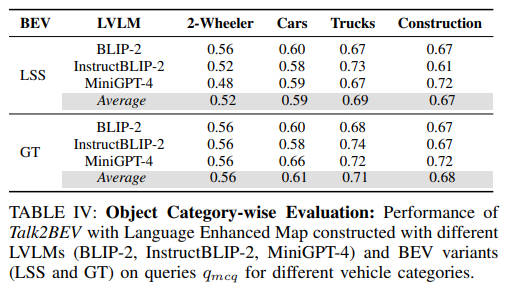 BEV LVLM 2-Wheeler Cars Trucks Construction
LSS
BLIP-2 0.56 0.60 0.67 0.67
InstructBLIP-2 0.52 0.58 0.73 0.61
MiniGPT-4 0.48 0.59 0.67 0.72
Average 0.52 0.59 0.69 0.67
GT
BLIP-2 0.56 0.60 0.68 0.67
InstructBLIP-2 0.56 0.58 0.74 0.67
MiniGPT-4 0.56 0.66 0.72 0.72
Average 0.56 0.61 0.71 0.68
TABLE IV: Object Category-wise Evaluation: Performance of
Talk2BEV with Language Enhanced Map constructed with different
LVLMs (BLIP-2, InstructBLIP-2, MiniGPT-4) and BEV variants
(LSS and GT) on queries qmcq for different vehicle categories.